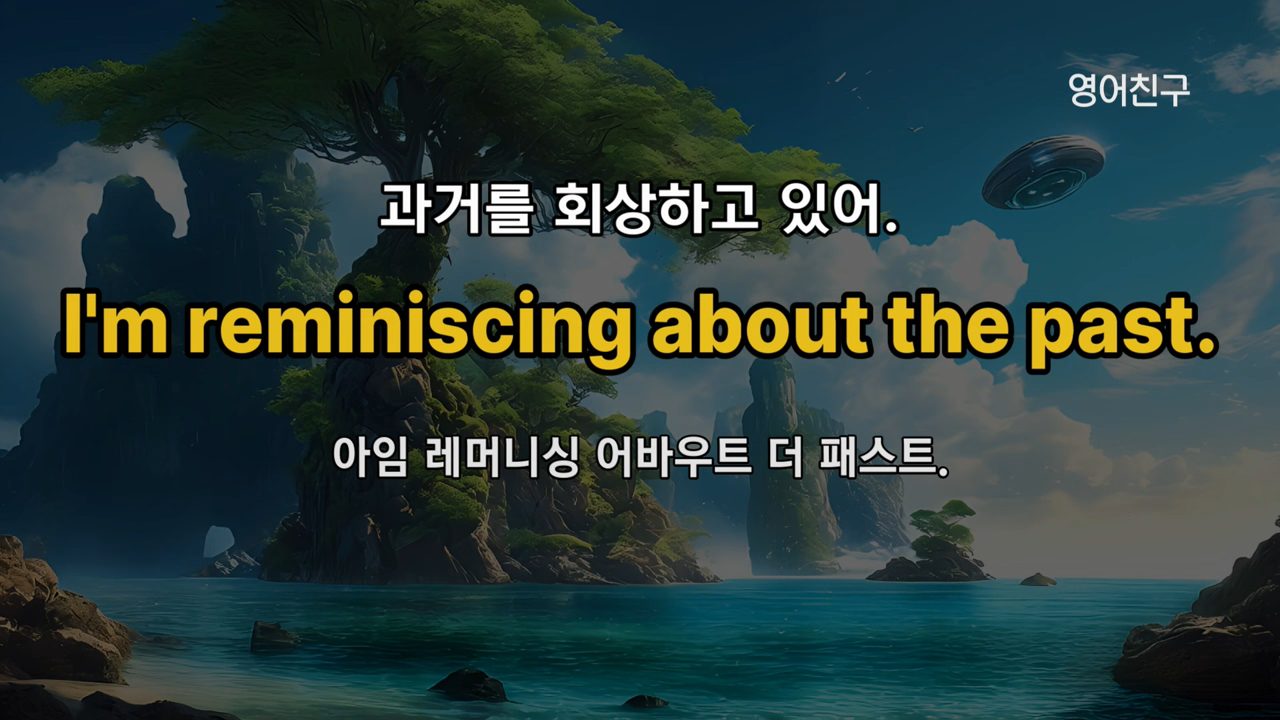 영어친구
과거를 회상하고 있어.
I'm reminiscing about the past.
아임 레머니싱 어바우트 더 패스트.